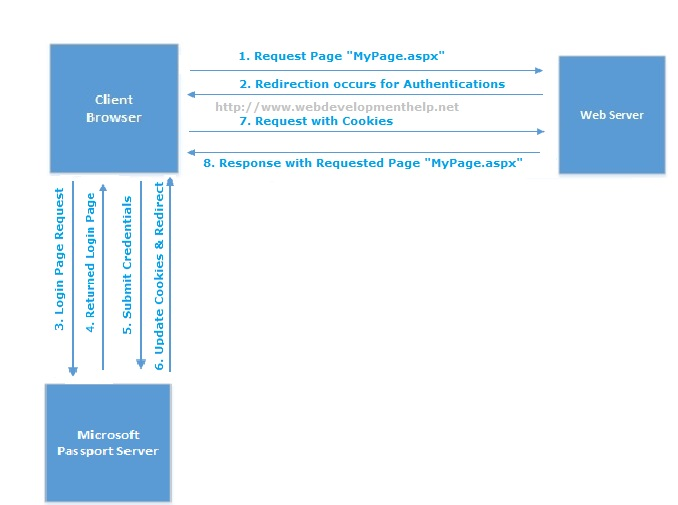 1. Request Page "MyPage.aspx"
2. Redirection occurs for Authentications
http://www.webdevelopmenthelp.net
7. Request with Cookies
8. Response with Requested Page "MyPage.aspx"
Client
Browser
Web Server
3. Login Page Request
4. Returned Login Page
5. Submit Credentials
6. Update Cookies & Redirect
Microsoft
Passport Server